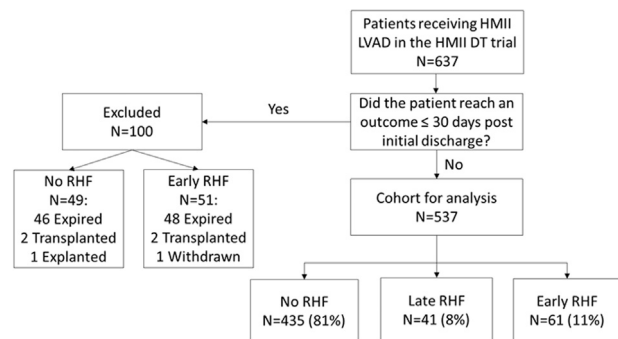 Patients receiving HMII
LVAD in the HMII DT trial
N=637
Did the patient reach an
outcome ≤ 30 days post
initial discharge?
Yes
Excluded
N=100
No RHF
N=49:
46 Expired
2 Transplanted
1 Explanted
Early RHF
N=51:
48 Expired
2 Transplanted
1 Withdrawn
No
Cohort for analysis
N=537
No RHF
N=435 (81%)
Late RHF
N=41 (8%)
Early RHF
N=61 (11%)